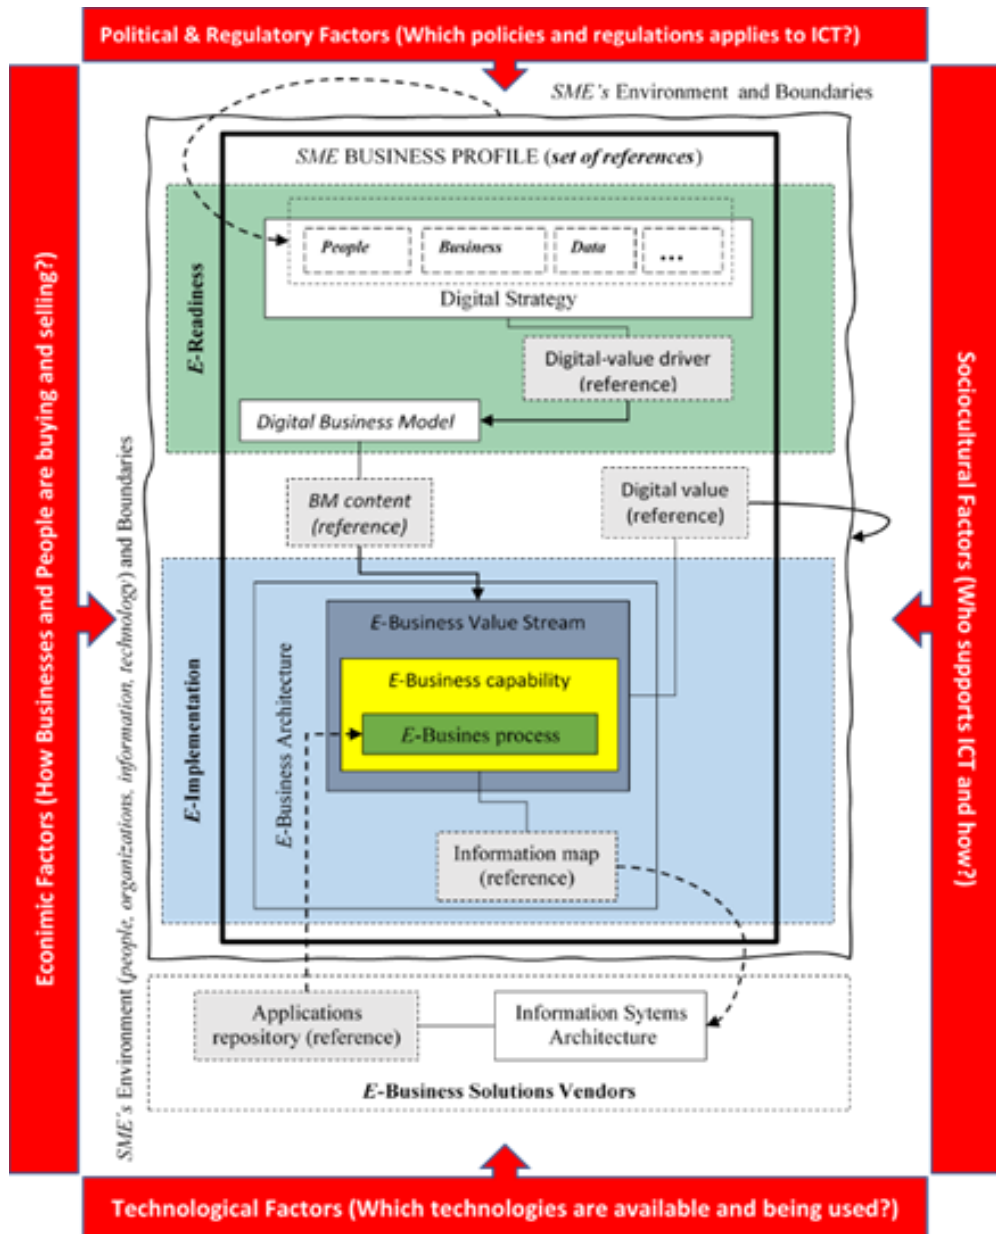 Political & Regulatory Factors (Which policies and regulations applies to ICT?)
SME's Environment and Boundaries
SME BUSINESS PROFILE (set of references)
People
Business
Data
...
Digital Strategy
E-Readiness
Digital-value driver
(reference)
Digital Business Model
BM content
(reference)
Digital value
(reference)
E-Implementation
E-Business Architecture
E-Business Value Stream
E-Business capability
E-Busines process
Information map
(reference)
Applications
repository (reference)
Information Sytems
Architecture
E-Business Solutions Vendors
SME's Environment (people, organizations, information, technology) and Boundaries
Econimic Factors (How Businesses and People are buying and selling?)
Sociocultural Factors (Who supports ICT and how?)
Technological Factors (Which technologies are available and being used?)